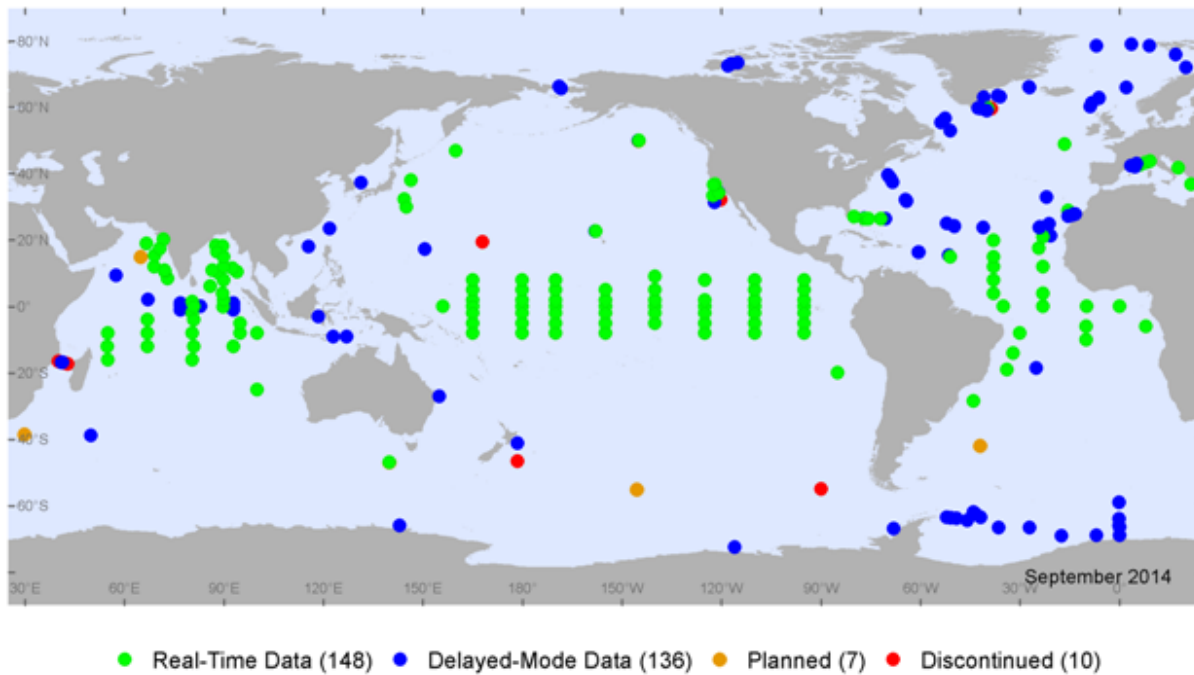 80°N
60°N
40°N
20°N
0°
20°S
40°S
60°S
30°E 60°E 90°E 120°E 150°E 180° 150°W 120°W 90°W 60°W 30°W 0°
September 2014
Real-Time Data (148) Delayed-Mode Data (136) Planned (7) Discontinued (10)